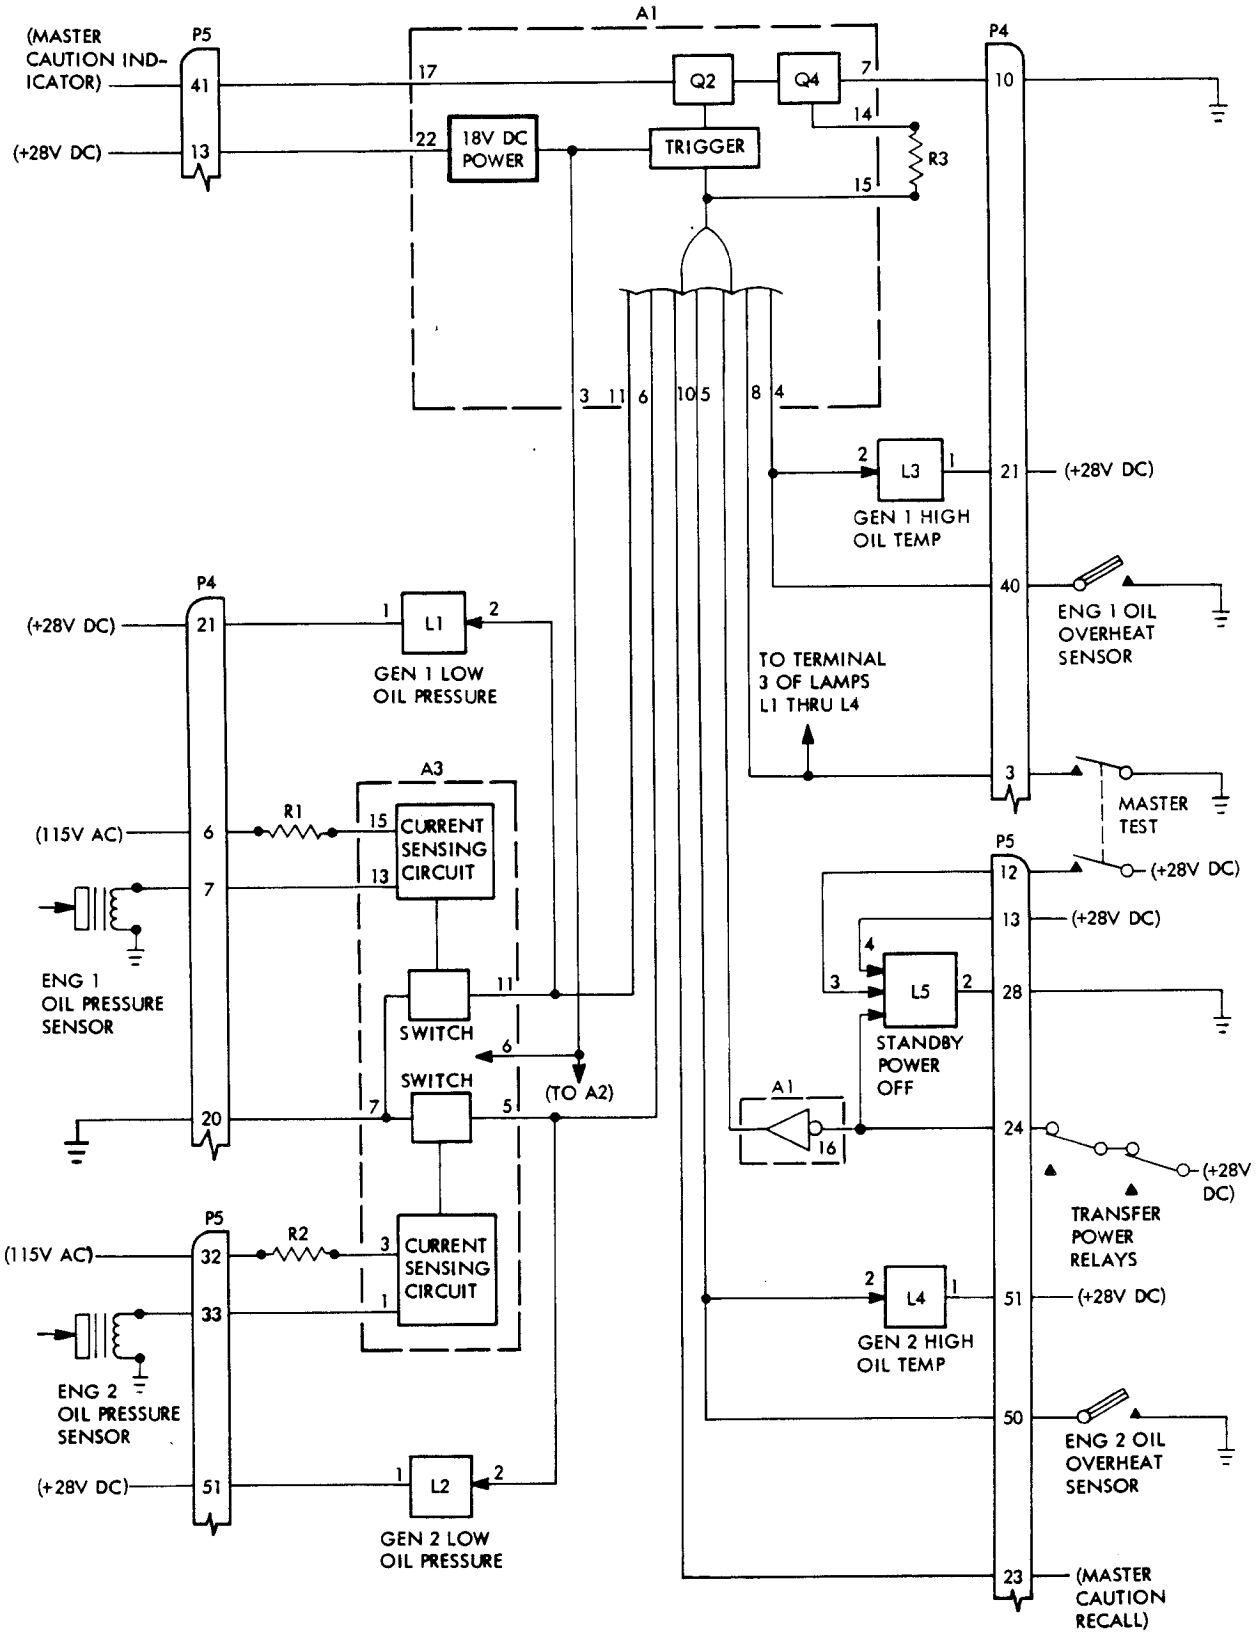 A1
(MASTER
CAUTION IND-
ICATOR)
P5
41
17
Q2
Q4
7
P4
10
(+28V DC)
13
22
18V DC
POWER
TRIGGER
14
R3
15
3
11
6
10
5
8
4
2
L3
1
21
(+28V DC)
GEN 1 HIGH
OIL TEMP
40
ENG 1 OIL
OVERHEAT
SENSOR
P4
(+28V DC)
21
1
L1
2
GEN 1 LOW
OIL PRESSURE
TO TERMINAL
3 OF LAMPS
L1 THRU L4
3
MASTER
TEST
A3
(115V AC)
6
R1
15
CURRENT
SENSING
CIRCUIT
7
13
ENG 1
OIL PRESSURE
SENSOR
11
SWITCH
6
(TO A2)
SWITCH
20
7
5
P5
12
(+28V DC)
13
(+28V DC)
4
3
L5
2
28
STANDBY
POWER
OFF
A1
16
24
(+28V
DC)
TRANSFER
POWER
RELAYS
P5
(115V AC)
32
R2
3
CURRENT
SENSING
CIRCUIT
33
1
ENG 2
OIL PRESSURE
SENSOR
2
L4
1
51
(+28V DC)
GEN 2 HIGH
OIL TEMP
50
ENG 2 OIL
OVERHEAT
SENSOR
(+28V DC)
51
1
L2
2
GEN 2 LOW
OIL PRESSURE
23
(MASTER
CAUTION
RECALL)